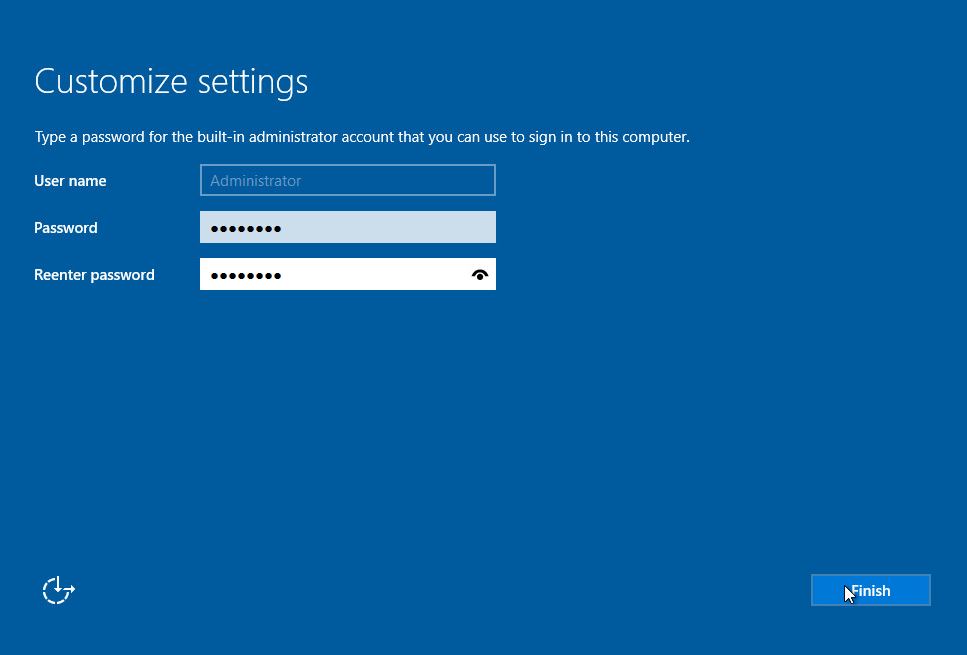 Customize settings
Type a password for the built-in administrator account that you can use to sign in to this computer.
User name Administrator
Password ••••••••
Reenter password ••••••••
Finish